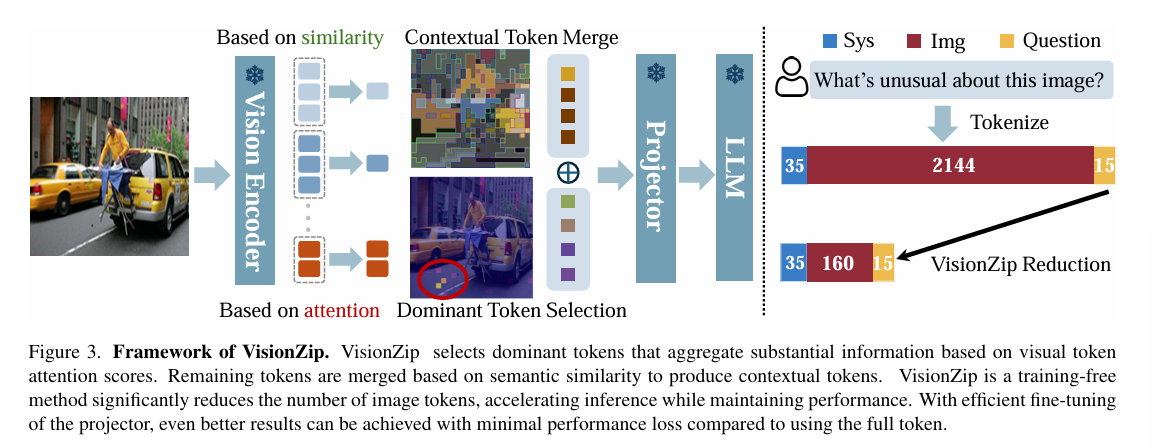 Based on similarity
Contextual Token Merge
Vision Encoder
Based on attention
Dominant Token Selection
Projector
LLM
Sys Img Question
What's unusual about this image?
Tokenize
35 2144 15
35 160 15
VisionZip Reduction
Figure 3. Framework of VisionZip. VisionZip selects dominant tokens that aggregate substantial information based on visual token
attention scores. Remaining tokens are merged based on semantic similarity to produce contextual tokens. VisionZip is a training-free
method significantly reduces the number of image tokens, accelerating inference while maintaining performance. With efficient fine-tuning
of the projector, even better results can be achieved with minimal performance loss compared to using the full token.